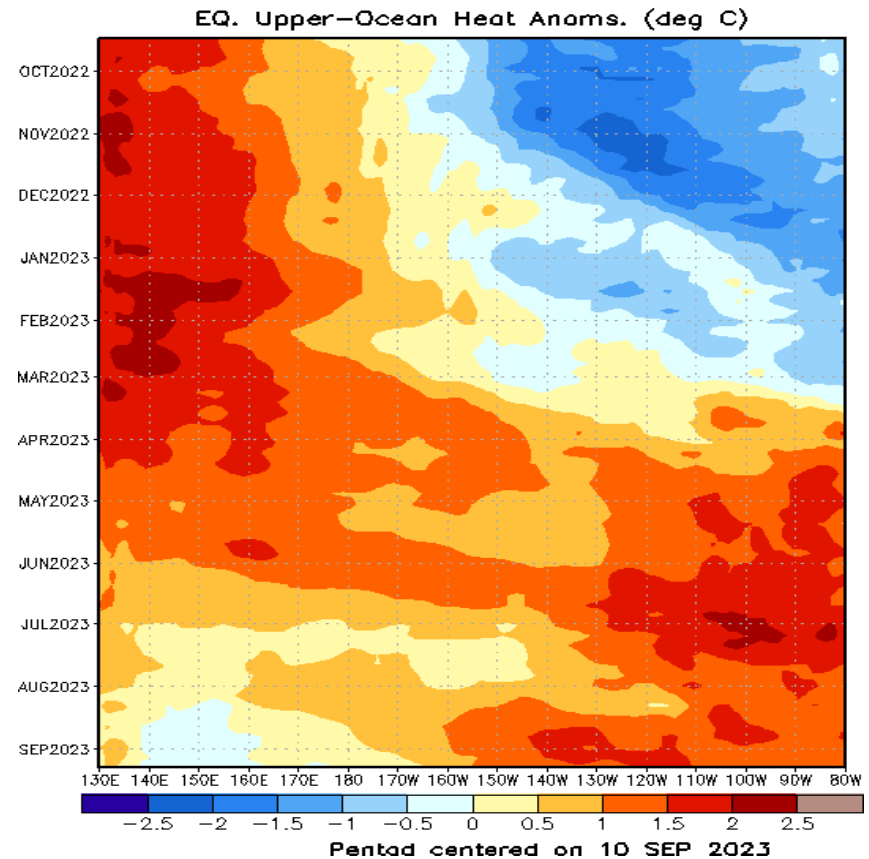 EQ. Upper-Ocean Heat Anoms. (deg C)
OCT2022
NOV2022
DEC2022
JAN2023
FEB2023
MAR2023
APR2023
MAY2023
JUN2023
JUL2023
AUG2023
SEP2023
130E 140E 150E 160E 170E 180 170W 160W 150W 140W 130W 120W 110W 100W 90W 80W
-2.5 -2 -1.5 -1 -0.5 0 0.5 1 1.5 2 2.5
Pentad centered on 10 SEP 2023